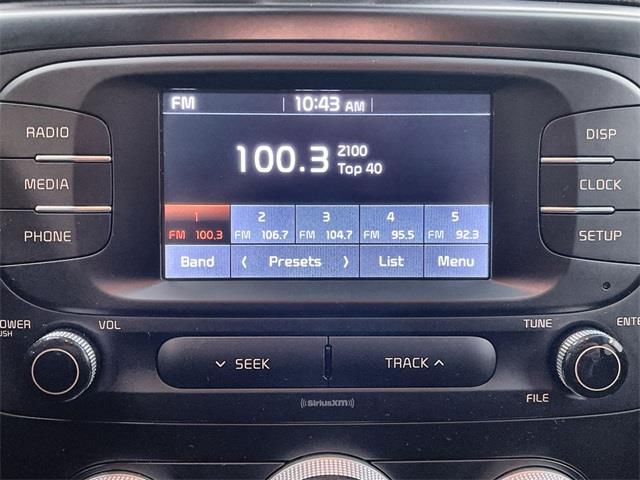 FM 10:43 AM
RADIO
MEDIA
PHONE
100.3 Z100
Top 40
1 2 3 4 5
FM 100.3 FM 106.7 FM 104.7 FM 95.5 FM 92.3
Band < Presets > List Menu
DISP
CLOCK
SETUP
POWER
PUSH
VOL
SEEK
TRACK
TUNE
ENTE
FILE
((SiriusXM))